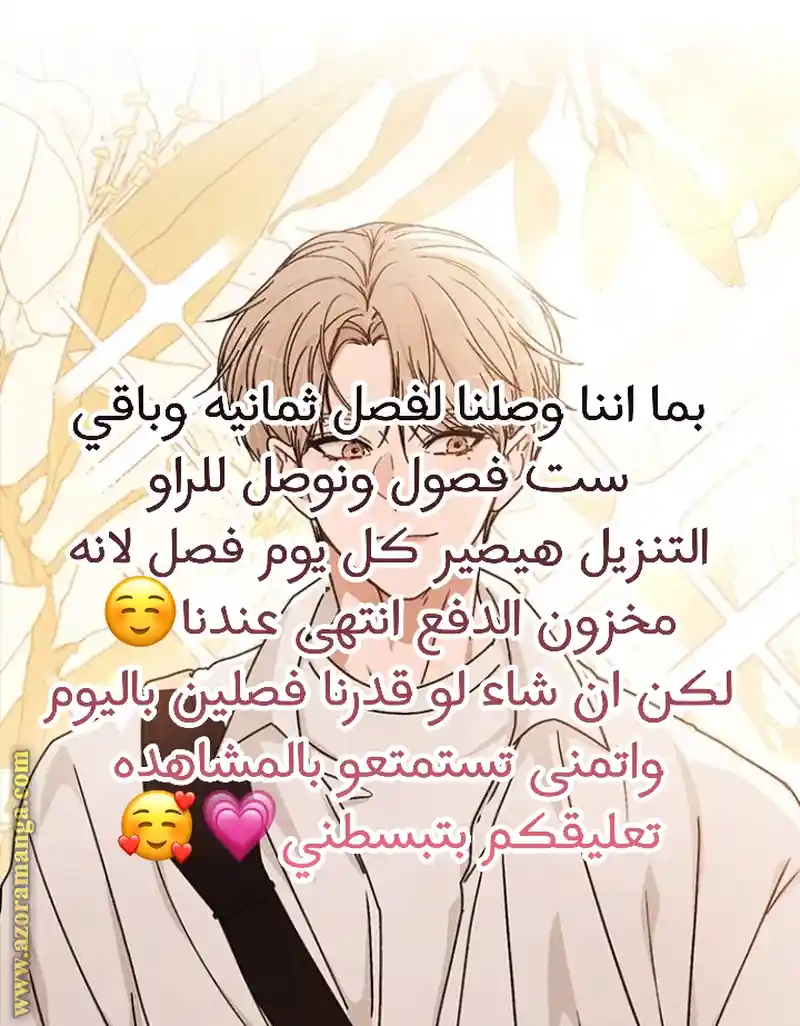 بما اننا وصلنا لفصل ثمانيه وباقي
ست فصول ونوصل للراو
التنزيل هيصير كل يوم فصل لانه
مخزون الدفع انتهى عندنا☺️
لكن ان شاء لو قدرنا فصلين باليوم
واتمنى تستمتعو بالمشاهده
تعليقكم بتبسطني💗🥰
www.azoramanga.com